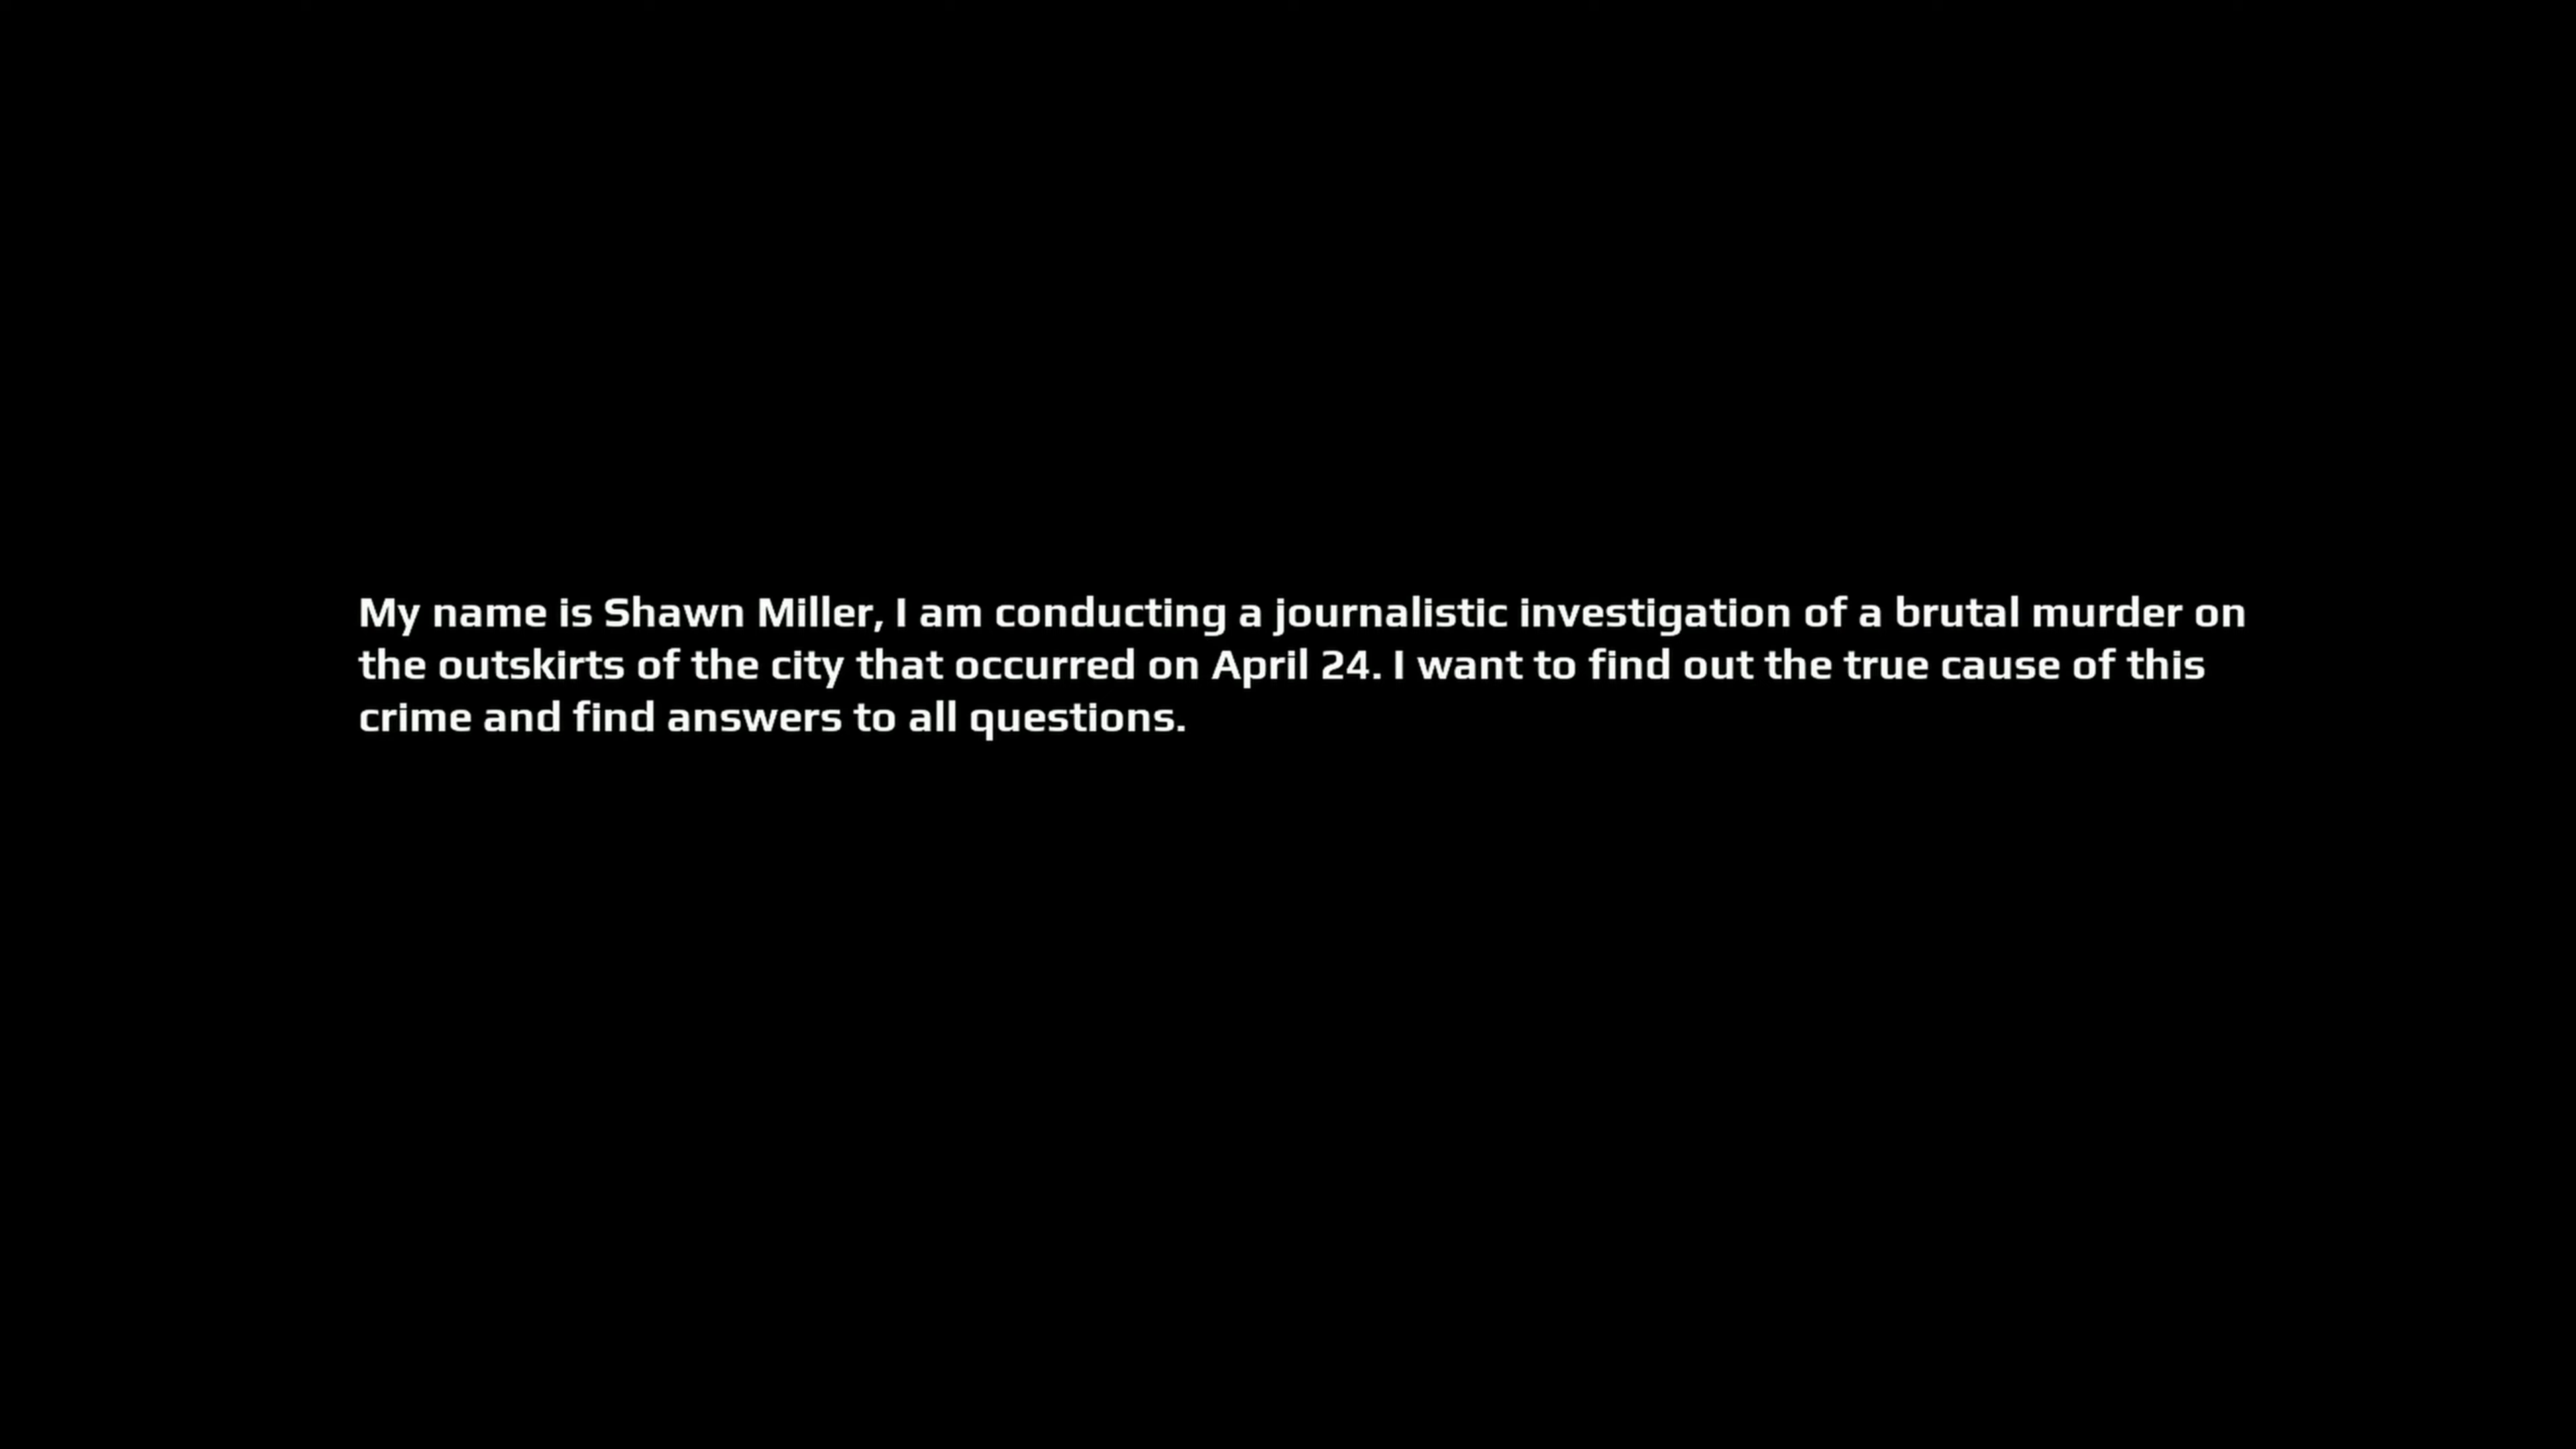 My name is Shawn Miller, I am conducting a journalistic investigation of a brutal murder on
the outskirts of the city that occurred on April 24. I want to find out the true cause of this
crime and find answers to all questions.